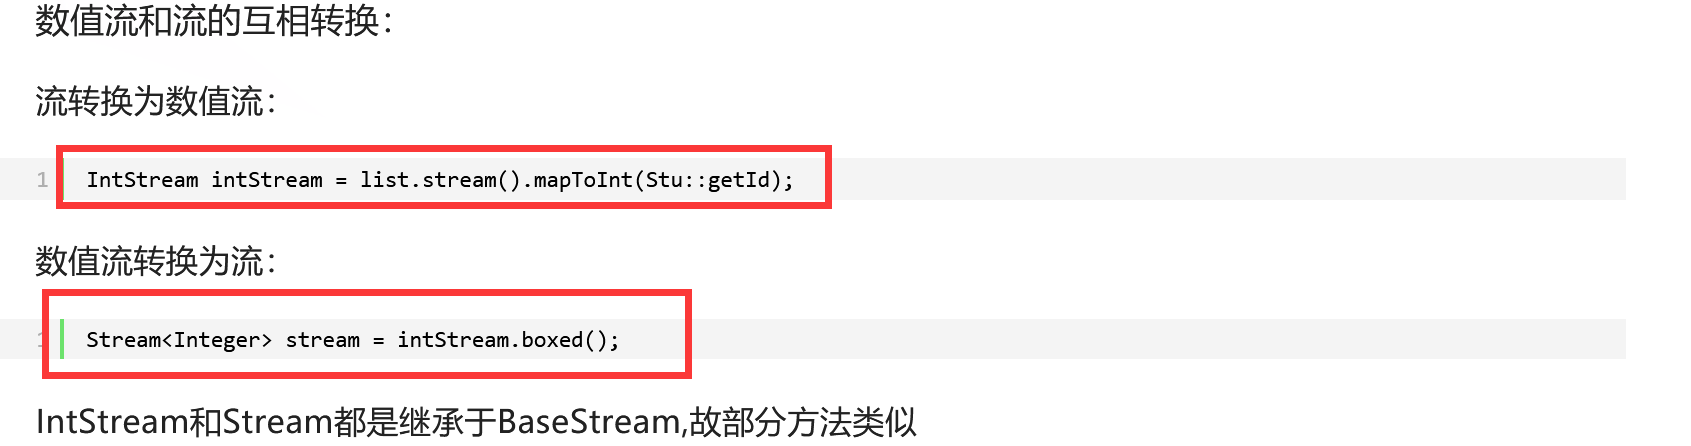 数值流和流的互相转换：
流转换为数值流：
1 IntStream intStream = list.stream().mapToInt(Stu::getId);
数值流转换为流：
1 Stream<Integer> stream = intStream.boxed();
IntStream和Stream都是继承于BaseStream,故部分方法类似